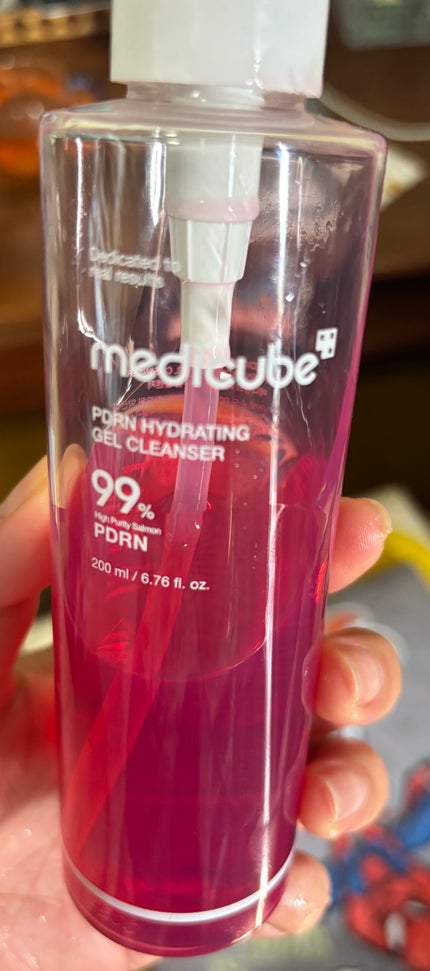 Dedicated to
real results
medicube
PDRN HYDRATING
GEL CLEANSER
99%
High Purity Salmon
PDRN
200 ml / 6.76 fl. oz.